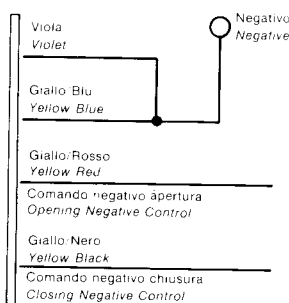 Viola
Violet
Negativo
Negative
Giallo Blu
Yellow Blue
Giallo/Rosso
Yellow Red
Comando negativo apertura
Opening Negative Control
Giallo/Nero
Yellow Black
Comando negativo chiusura
Closing Negative Control